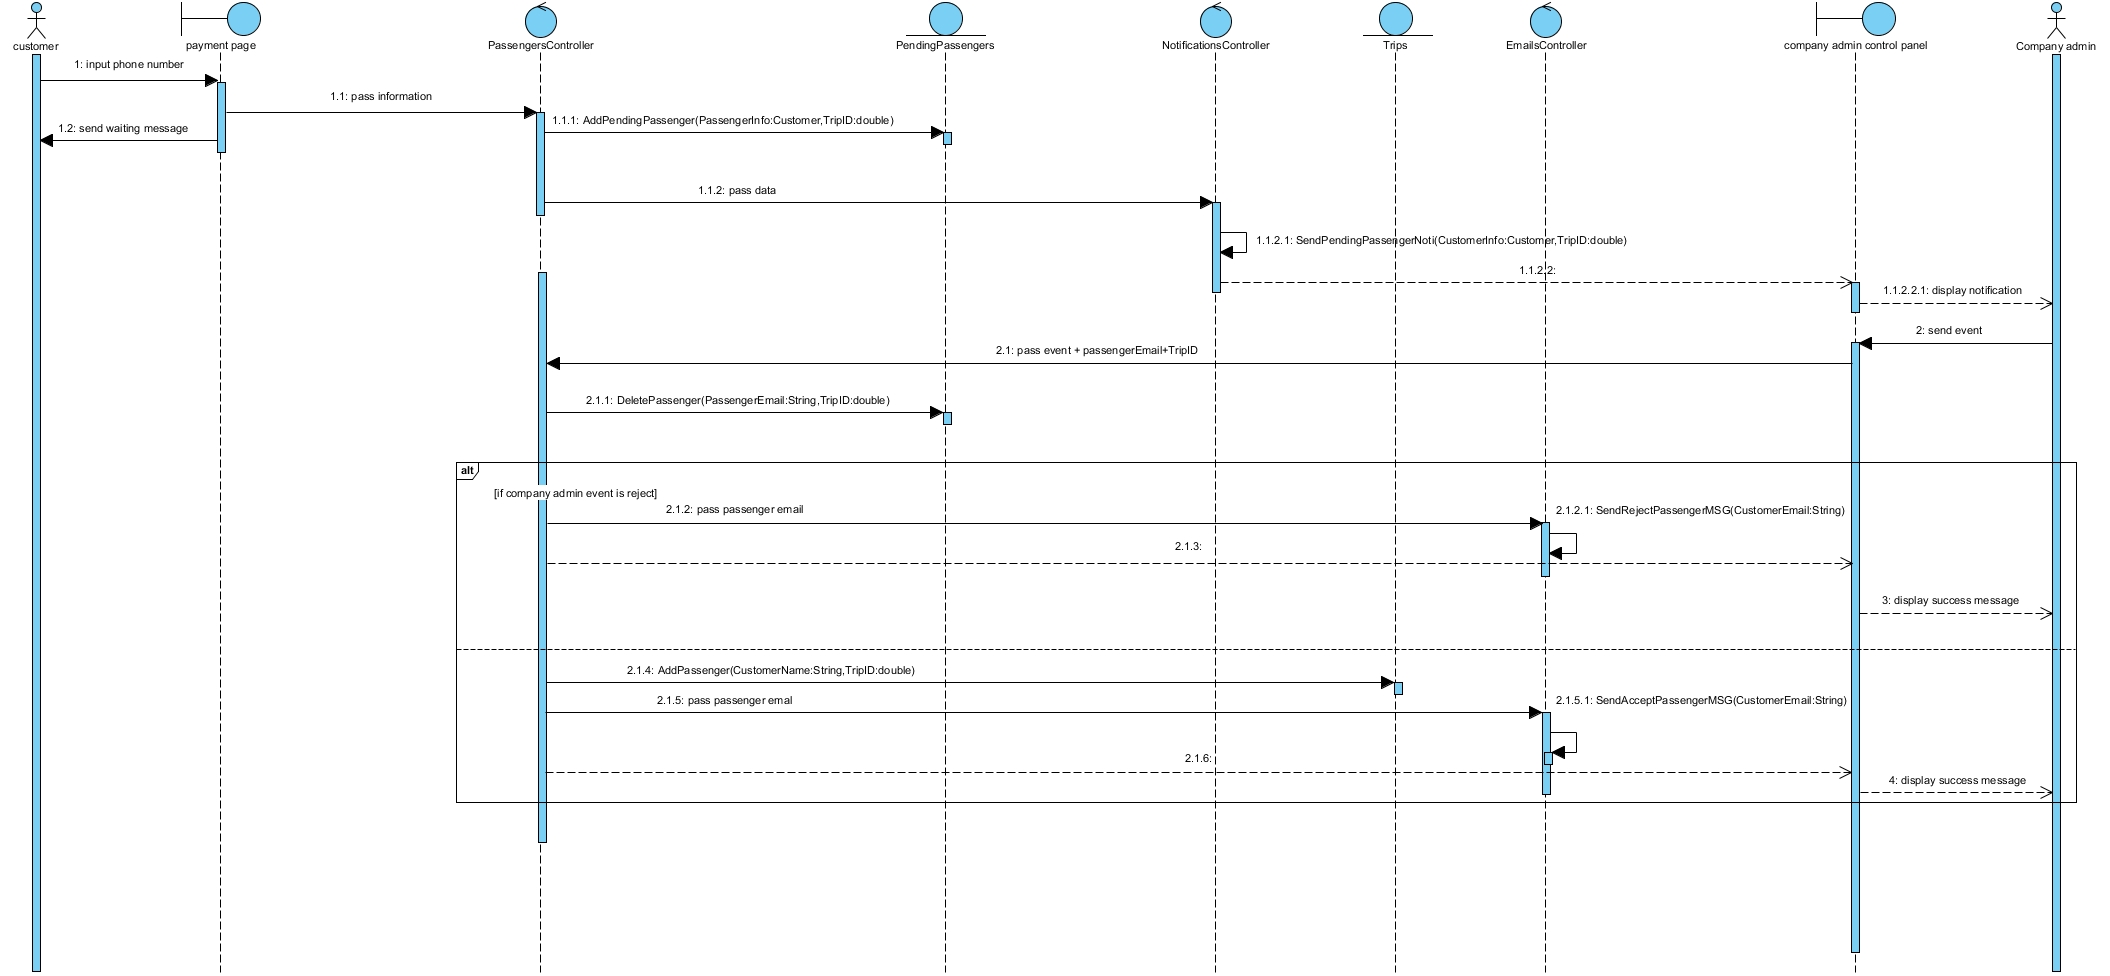 customer
payment page
PassengersController
PendingPassengers
NotificationsController
Trips
EmailsController
company admin control panel
Company admin
1: input phone number
1.1: pass information
1.1.1: AddPendingPassenger(PassengerInfo:Customer,TripID:double)
1.2: send waiting message
1.1.2: pass data
1.1.2.1: SendPendingPassengerNoti(CustomerInfo:Customer,TripID:double)
1.1.2.2:
1.1.2.2.1: display notification
2: send event
2.1: pass event + passengerEmail+TripID
2.1.1: DeletePassenger(PassengerEmail:String,TripID:double)
alt
[if company admin event is reject]
2.1.2: pass passenger email
2.1.2.1: SendRejectPassengerMSG(CustomerEmail:String)
2.1.3:
3: display success message
2.1.4: AddPassenger(CustomerName:String,TripID:double)
2.1.5: pass passenger emal
2.1.5.1: SendAcceptPassengerMSG(CustomerEmail:String)
2.1.6:
4: display success message